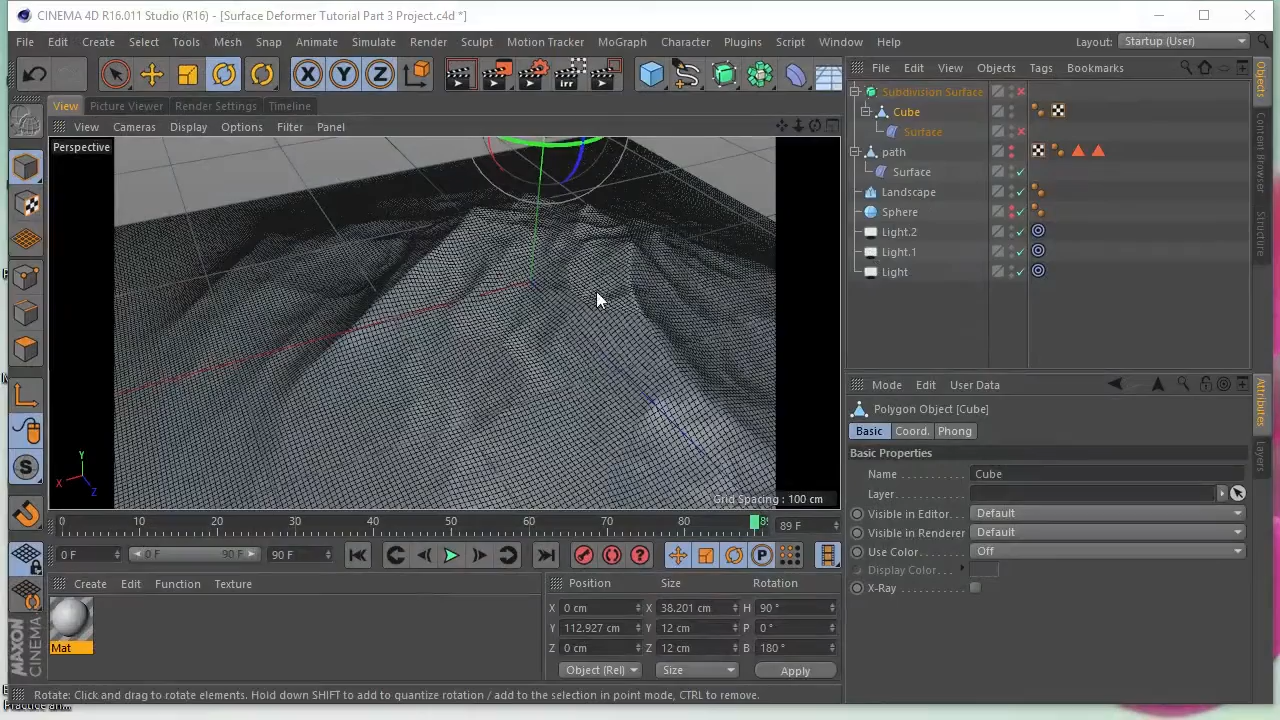 CINEMA 4D R16.011 Studio (R16) - [Surface Deformer Tutorial Part 3 Project.c4d *]
File Edit Create Select Tools Mesh Snap Animate Simulate Render Sculpt Motion Tracker MoGraph Character Plugins Script Window Help Layout: Startup (User)
X Y Z
File Edit View Objects Tags Bookmarks
View Picture Viewer Render Settings Timeline
View Cameras Display Options Filter Panel
Perspective
Y
X
Z
Grid Spacing : 100 cm
Subdivision Surface
Cube
Surface
path
Surface
Landscape
Sphere
Light.2
Light.1
Light
Objects
Content Browser
Structure
Attributes
Layers
Mode Edit User Data
Polygon Object [Cube]
Basic Coord. Phong
Basic Properties
Name Cube
Layer
Visible in Editor Default
Visible in Renderer Default
Use Color Off
Display Color
X-Ray
0 10 20 30 40 50 60 70 80 89 F
0 F 0 F 90 F 90 F
Create Edit Function Texture
Mat
MAXON
CINEMA
Position Size Rotation
X 0 cm X 38.201 cm H 90 °
Y 112.927 cm Y 12 cm P 0 °
Z 0 cm Z 12 cm B 180 °
Object (Rel) Size Apply
Rotate: Click and drag to rotate elements. Hold down SHIFT to add to quantize rotation / add to the selection in point mode, CTRL to remove.